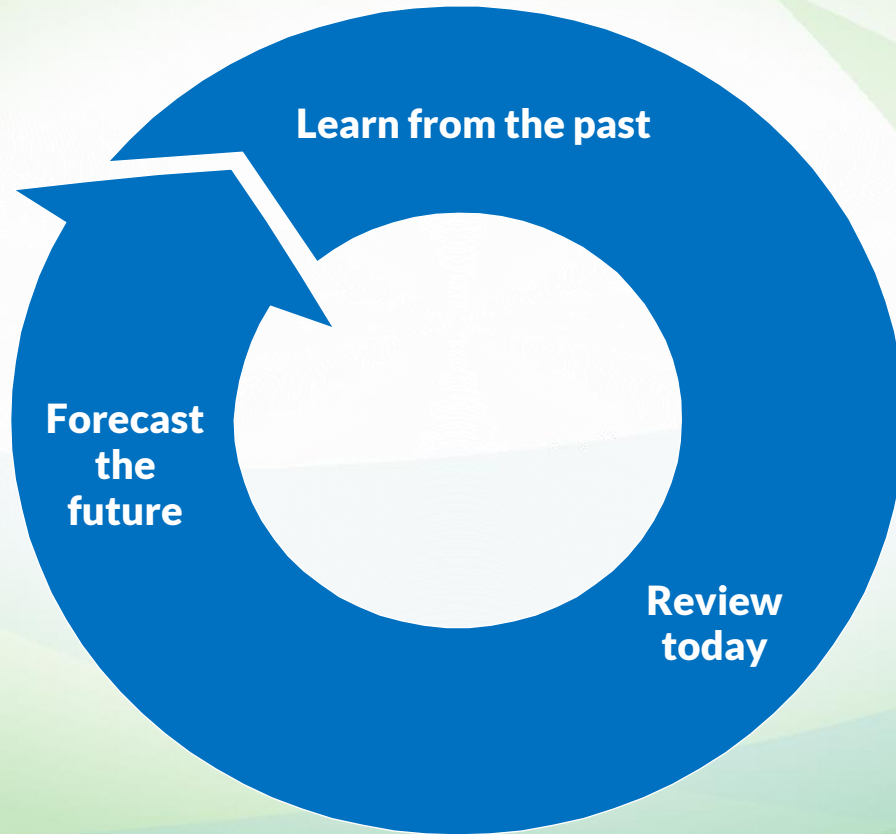 Learn from the past
Review
today
Forecast
the
future